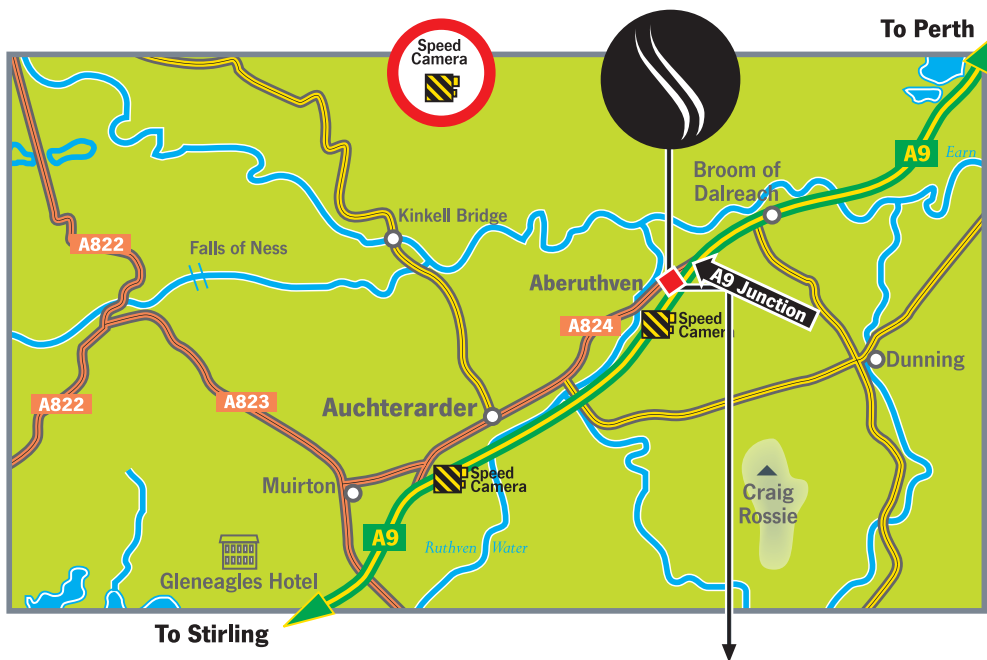 To Perth
Speed
Camera
A9
Earn
Broom of
Dalreach
Kinkell Bridge
A822
Falls of Ness
Aberuthven
A9 Junction
A824
Speed
Camera
Dunning
A822
A823
Auchterarder
Speed
Camera
Muirton
Craig
Rossie
A9
Ruthven Water
Gleneagles Hotel
To Stirling